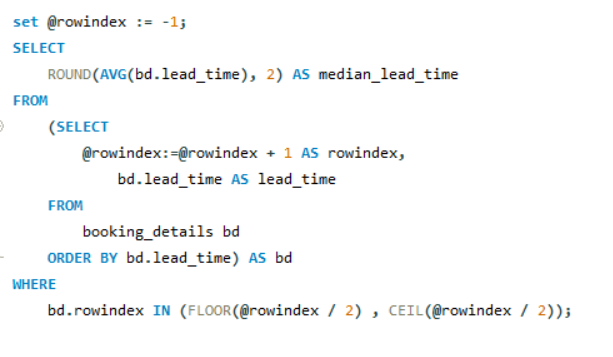 set @rowindex := -1;
SELECT
ROUND(AVG(bd.lead_time), 2) AS median_lead_time
FROM
(SELECT
@rowindex:=@rowindex + 1 AS rowindex,
bd.lead_time AS lead_time
FROM
booking_details bd
ORDER BY bd.lead_time) AS bd
WHERE
bd.rowindex IN (FLOOR(@rowindex / 2) , CEIL(@rowindex / 2));